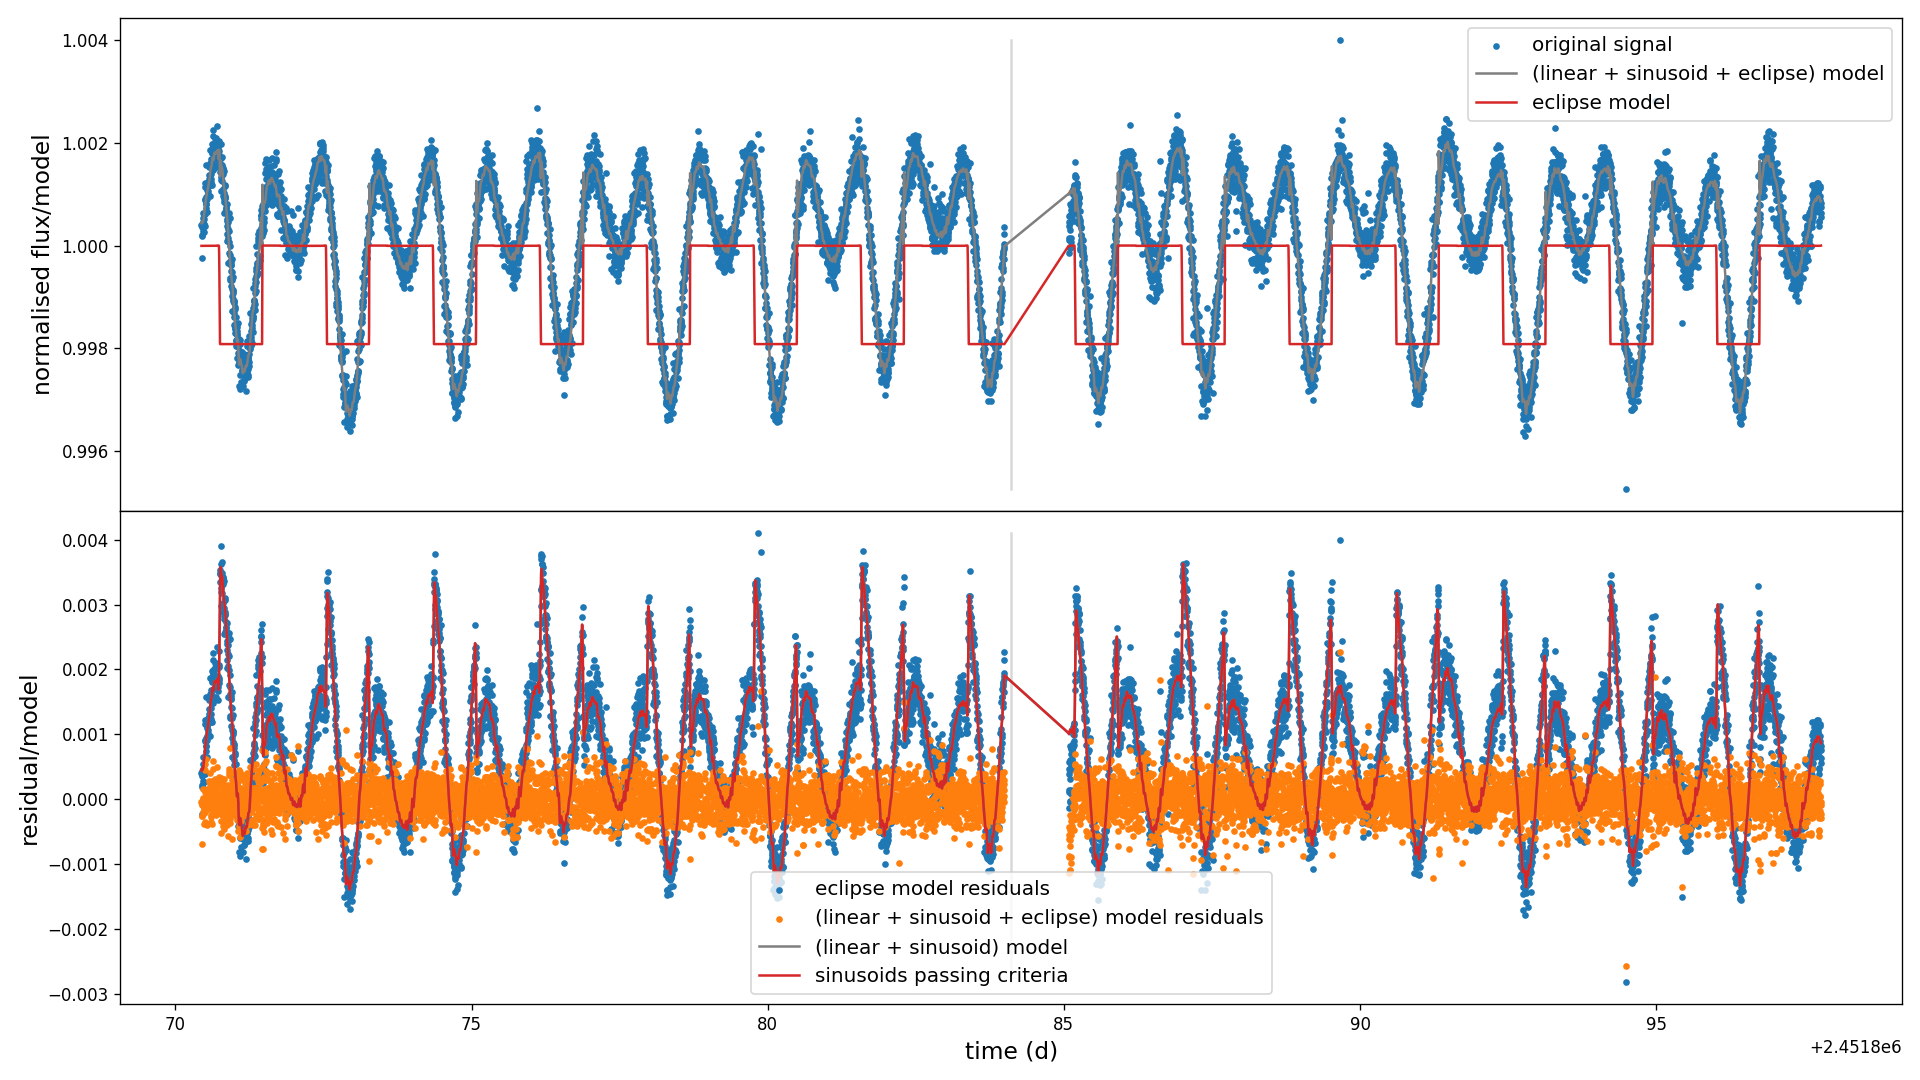 normalised flux/model
1.004
1.002
1.000
0.998
0.996
original signal
(linear + sinusoid + eclipse) model
eclipse model
residual/model
0.004
0.003
0.002
0.001
0.000
−0.001
−0.002
−0.003
eclipse model residuals
(linear + sinusoid + eclipse) model residuals
(linear + sinusoid) model
sinusoids passing criteria
70 75 80 85 90 95
time (d)
+2.4518e6